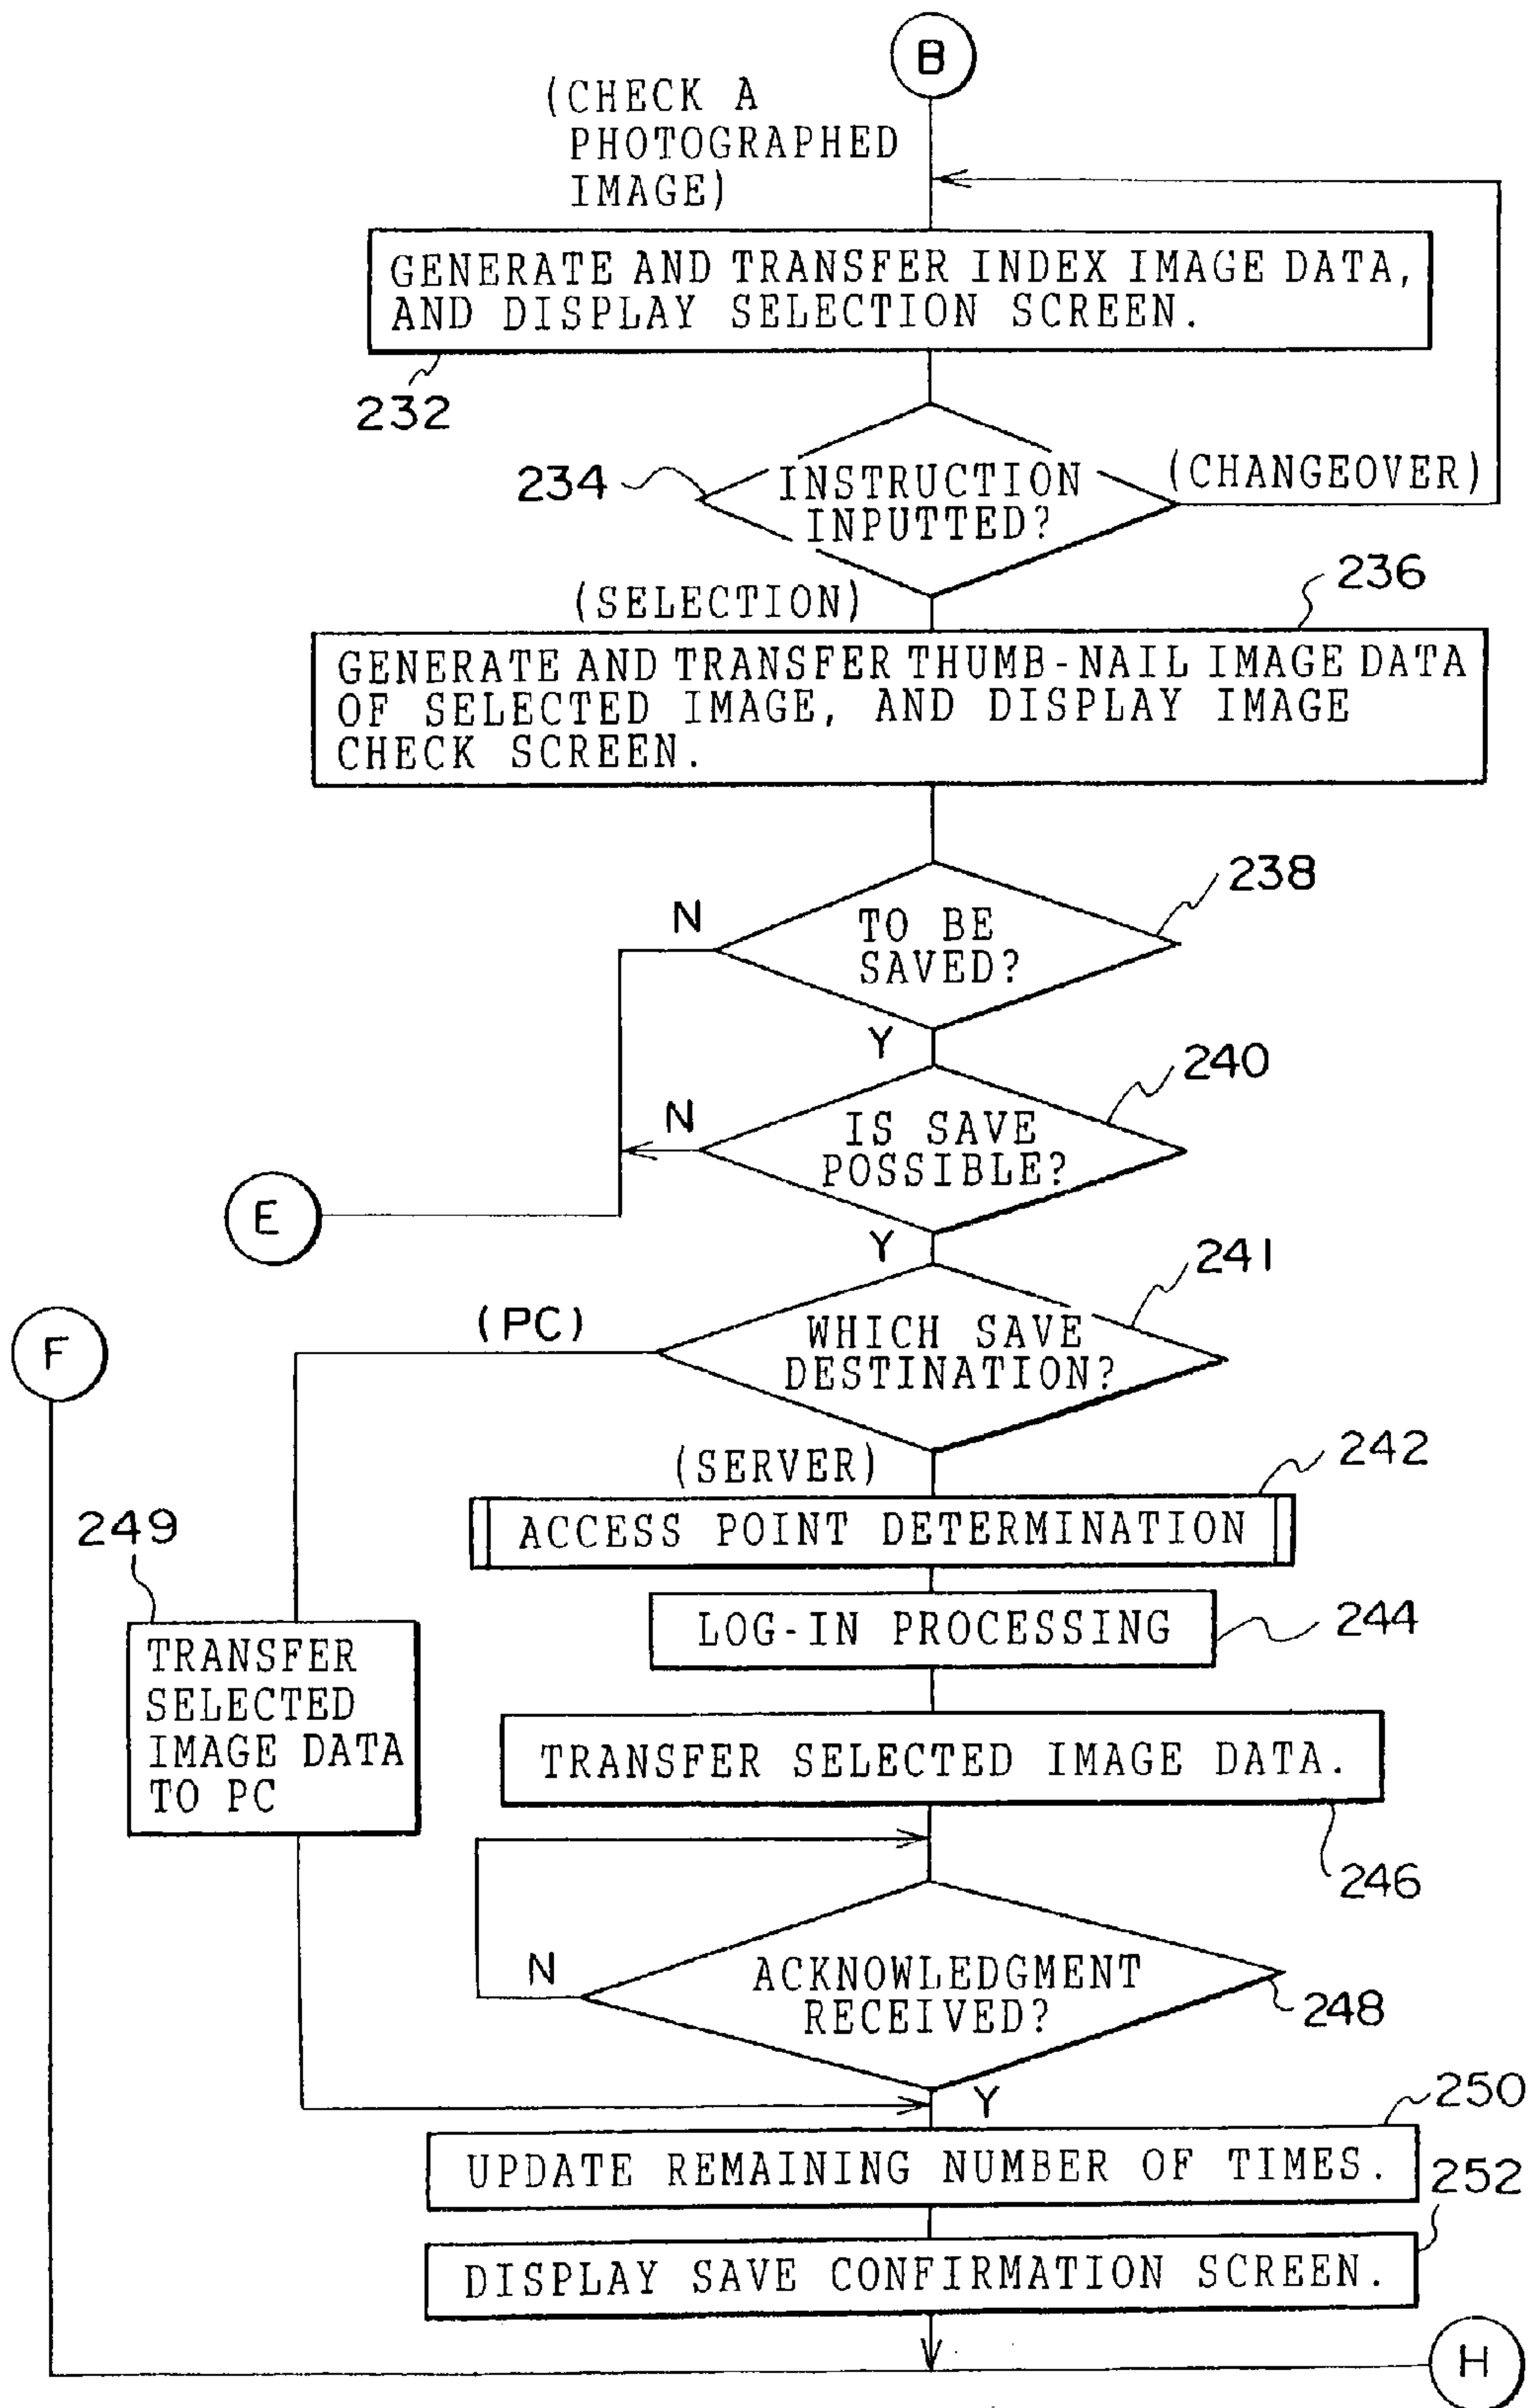 B
(CHECK A
PHOTOGRAPHED
IMAGE)
GENERATE AND TRANSFER INDEX IMAGE DATA,
AND DISPLAY SELECTION SCREEN.
232
234
INSTRUCTION
INPUTTED?
(CHANGEOVER)
(SELECTION)
236
GENERATE AND TRANSFER THUMB-NAIL IMAGE DATA
OF SELECTED IMAGE, AND DISPLAY IMAGE
CHECK SCREEN.
238
N
TO BE
SAVED?
Y
240
N
IS SAVE
POSSIBLE?
E
Y
241
F
(PC)
WHICH SAVE
DESTINATION?
(SERVER)
242
249
ACCESS POINT DETERMINATION
LOG-IN PROCESSING
244
TRANSFER
SELECTED
IMAGE DATA
TO PC
TRANSFER SELECTED IMAGE DATA.
246
N
ACKNOWLEDGMENT
RECEIVED?
248
Y
250
UPDATE REMAINING NUMBER OF TIMES.
252
DISPLAY SAVE CONFIRMATION SCREEN.
H